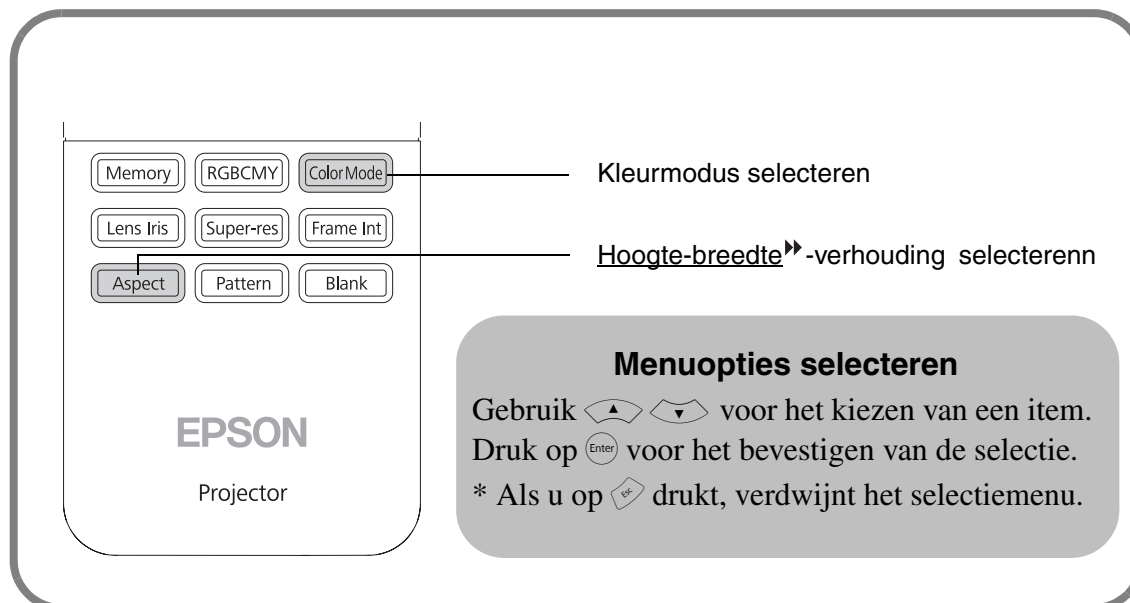 Memory RGBCMY Color Mode
Kleurmodus selecteren
Lens Iris Super-res Frame Int
Hoogte-breedte-verhouding selecterenn
Aspect Pattern Blank
Menuopties selecteren
Gebruik ▲ ▼ voor het kiezen van een item.
Druk op Enter voor het bevestigen van de selectie.
* Als u op Esc drukt, verdwijnt het selectiemenu.
EPSON
Projector